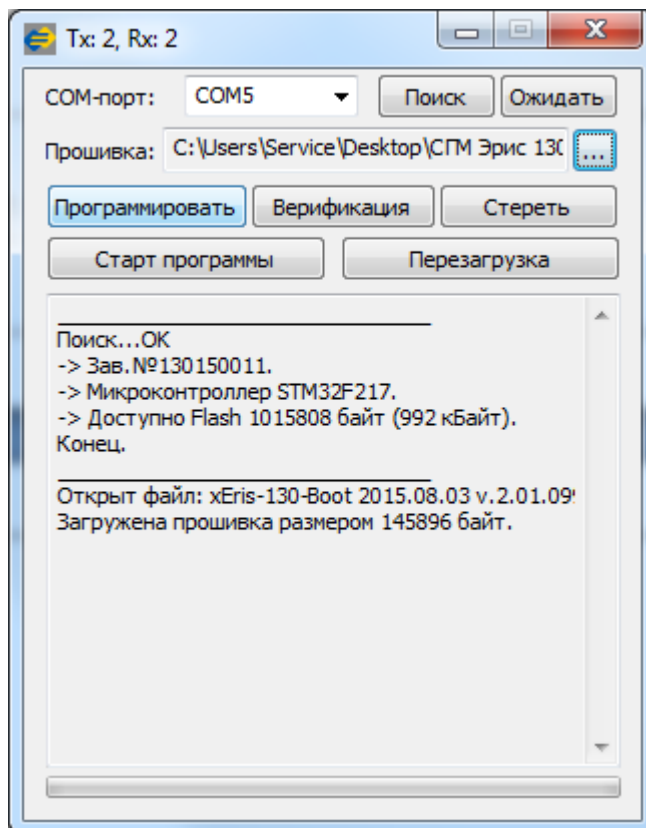 Tx: 2, Rx: 2
COM-порт: COM5 Поиск Ожидать
Прошивка: C:\Users\Service\Desktop\СГМ Эрис 130 ...
Программировать Верификация Стереть
Старт программы Перезагрузка
Поиск...OK
-> Зав.№130150011.
-> Микроконтроллер STM32F217.
-> Доступно Flash 1015808 байт (992 кБайт).
Конец.
Открыт файл: xEris-130-Boot 2015.08.03 v.2.01.09
Загружена прошивка размером 145896 байт.